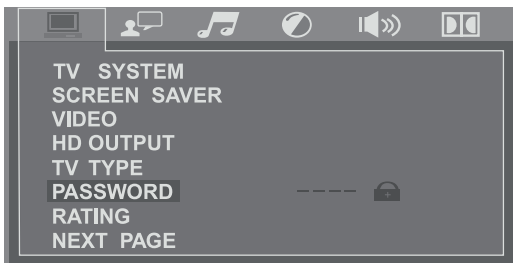 TV SYSTEM
SCREEN SAVER
VIDEO
HD OUTPUT
TV TYPE
PASSWORD ----
RATING
NEXT PAGE